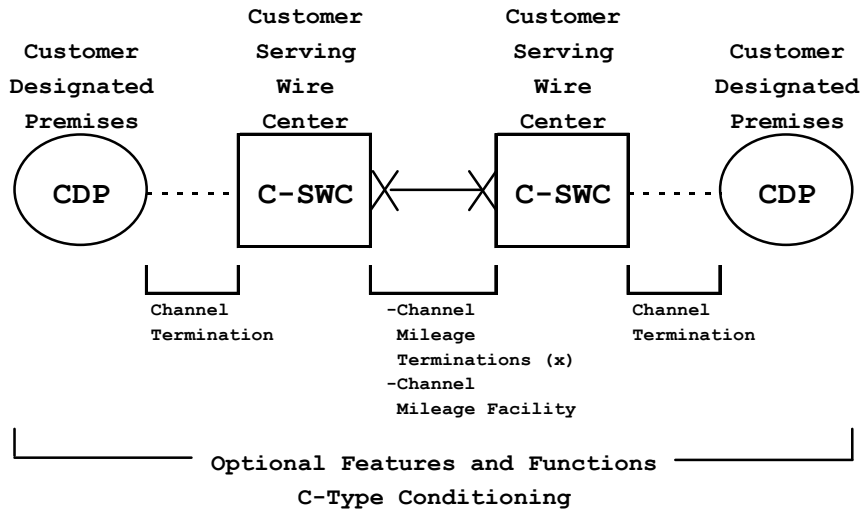 Customer
Designated
Premises
Customer
Serving
Wire
Center
Customer
Serving
Wire
Center
Customer
Designated
Premises
CDP
C-SWC
C-SWC
CDP
Channel
Termination
-Channel
Mileage
Terminations (x)
-Channel
Mileage Facility
Channel
Termination
Optional Features and Functions
C-Type Conditioning